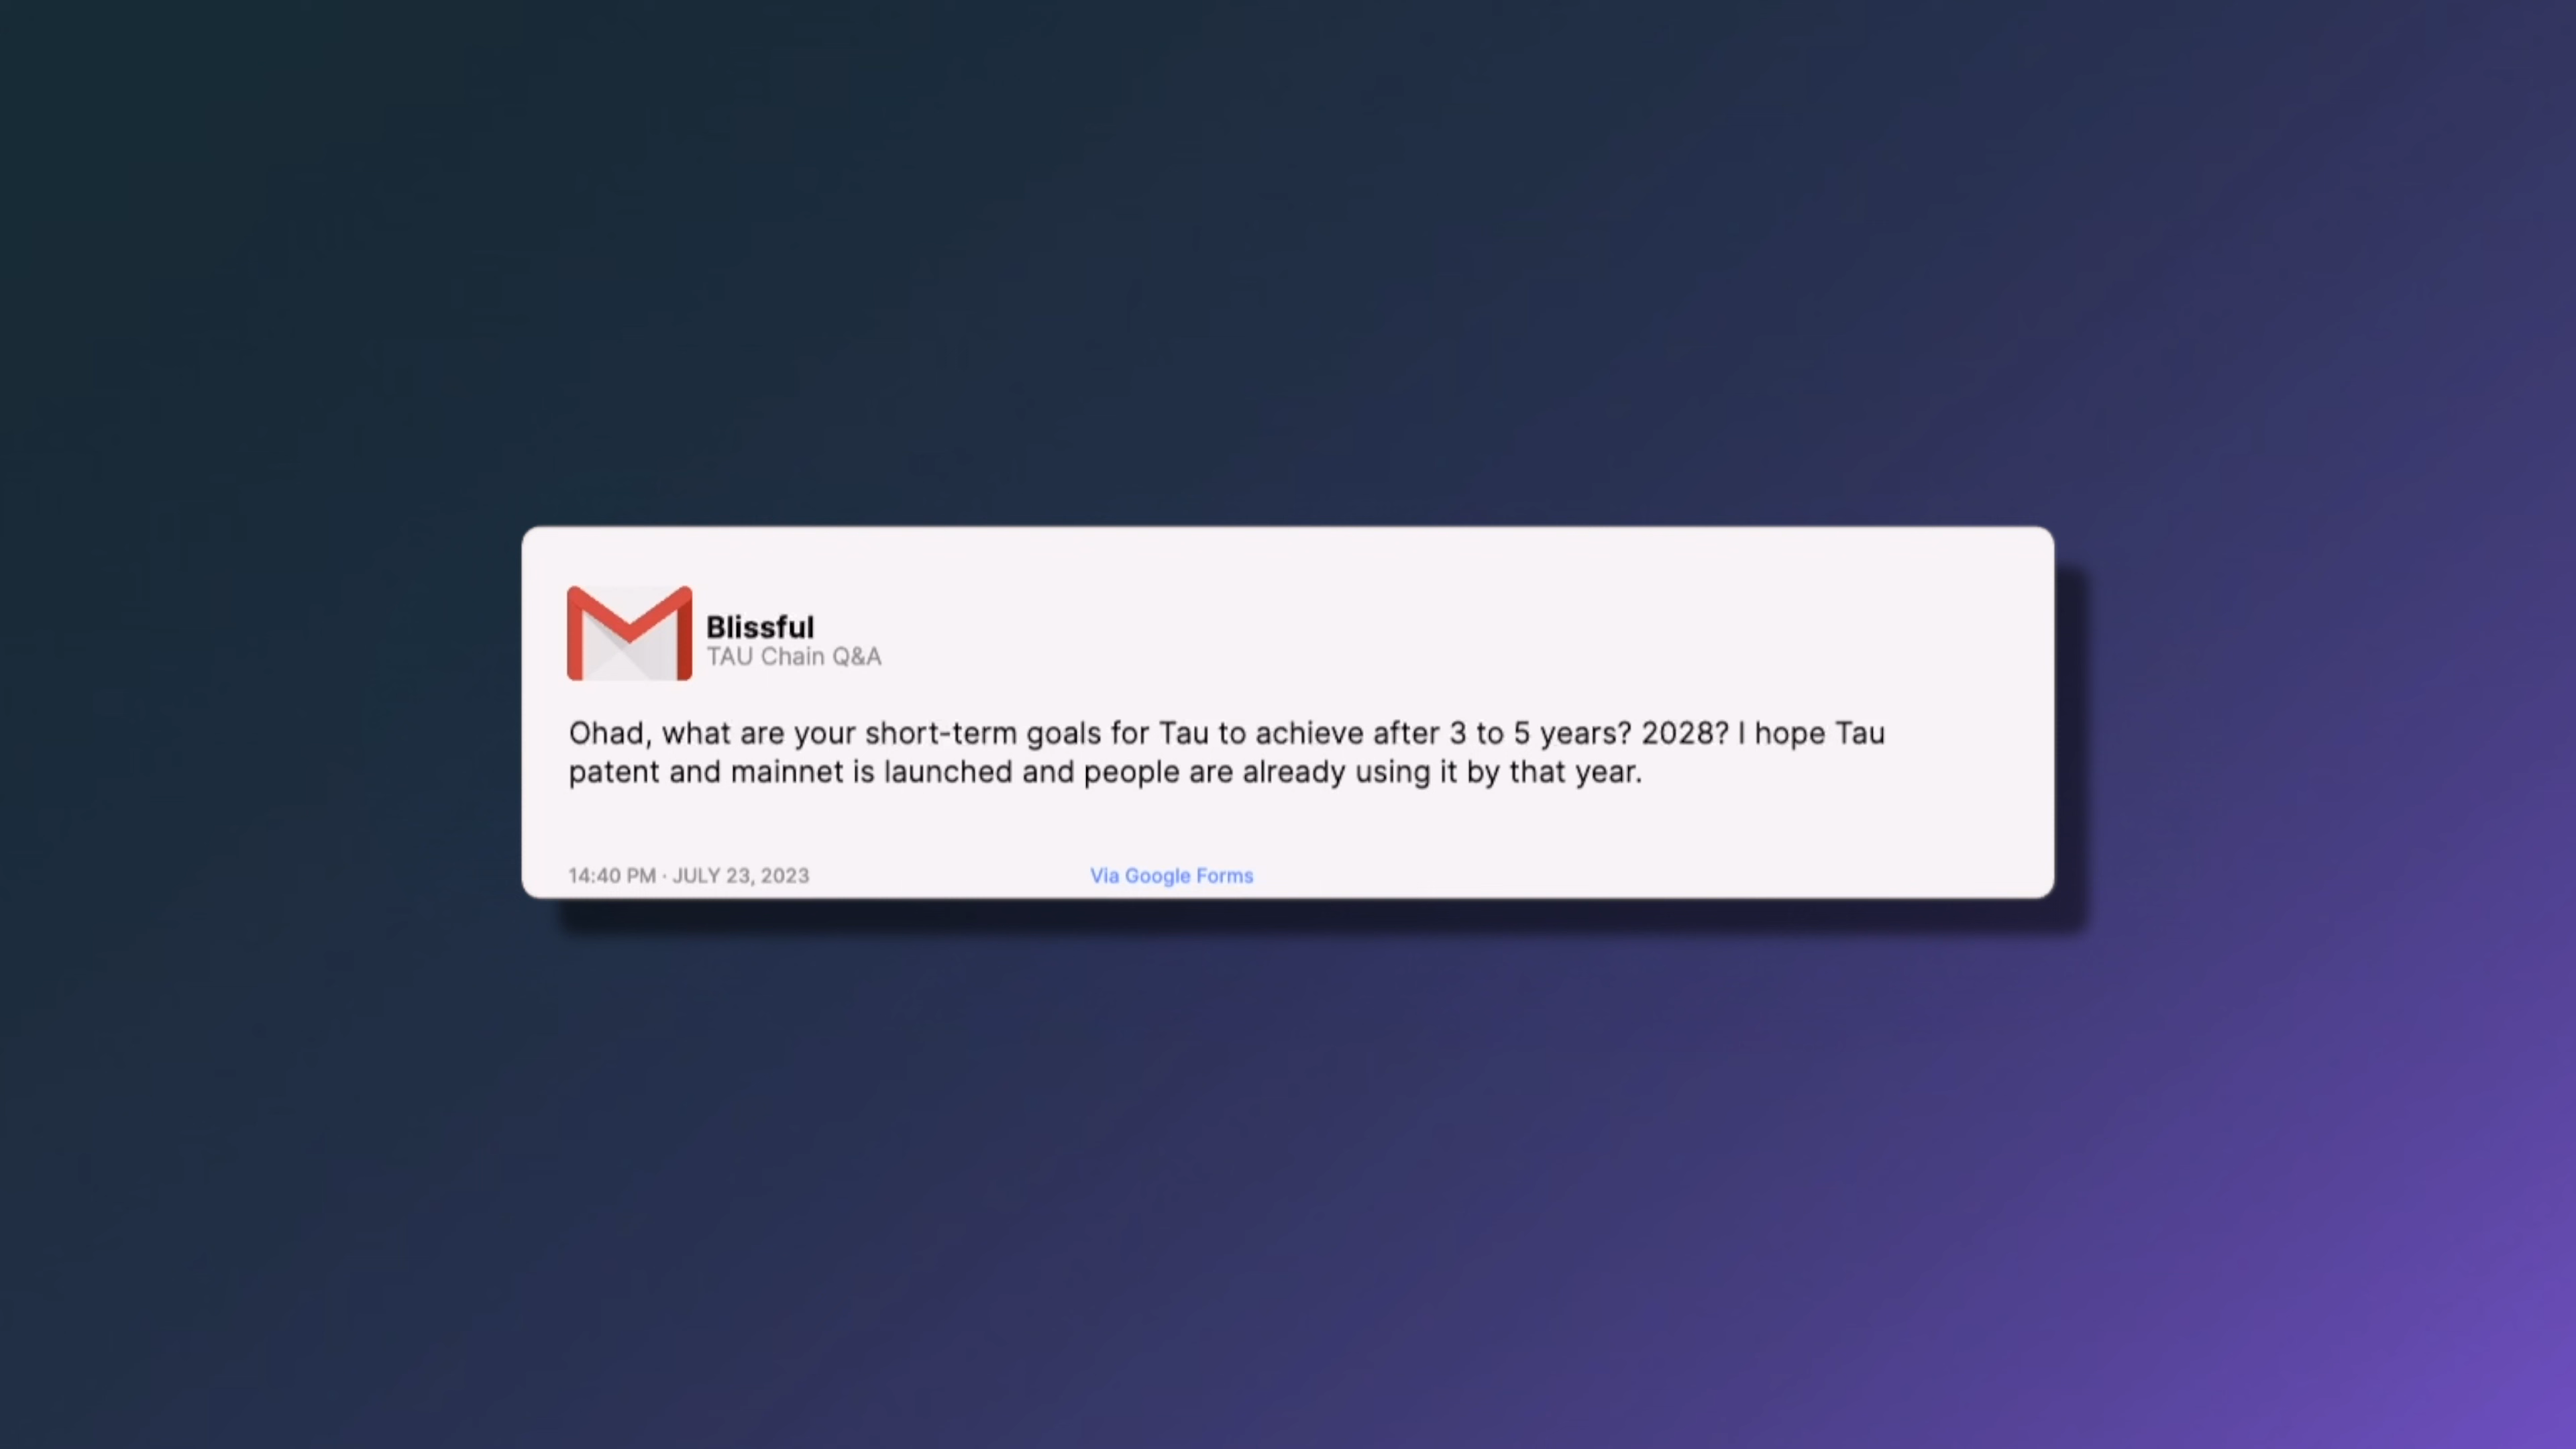 Blissful
TAU Chain Q&A
Ohad, what are your short-term goals for Tau to achieve after 3 to 5 years? 2028? I hope Tau
patent and mainnet is launched and people are already using it by that year.
14:40 PM · JULY 23, 2023 Via Google Forms